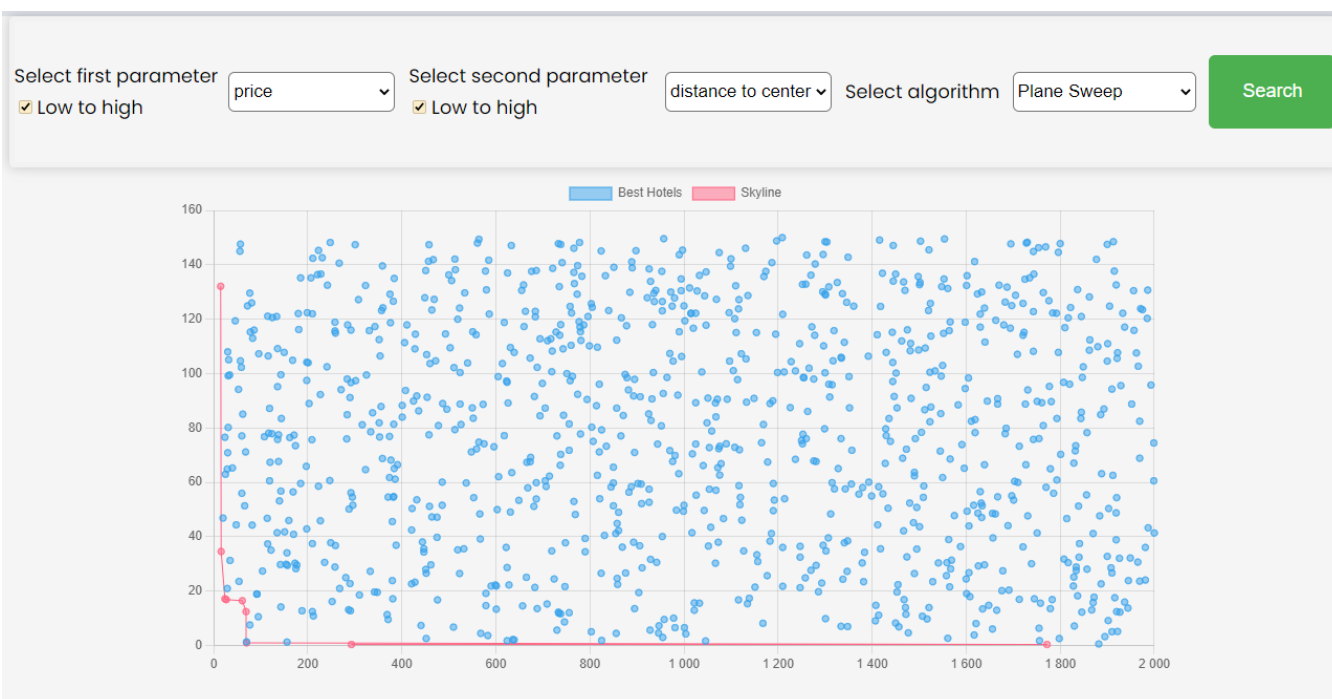 Select first parameter
Low to high
price
Select second parameter
Low to high
distance to center
Select algorithm
Plane Sweep
Search
Best Hotels
Skyline
160
140
120
100
80
60
40
20
0
0 200 400 600 800 1 000 1 200 1 400 1 600 1 800 2 000